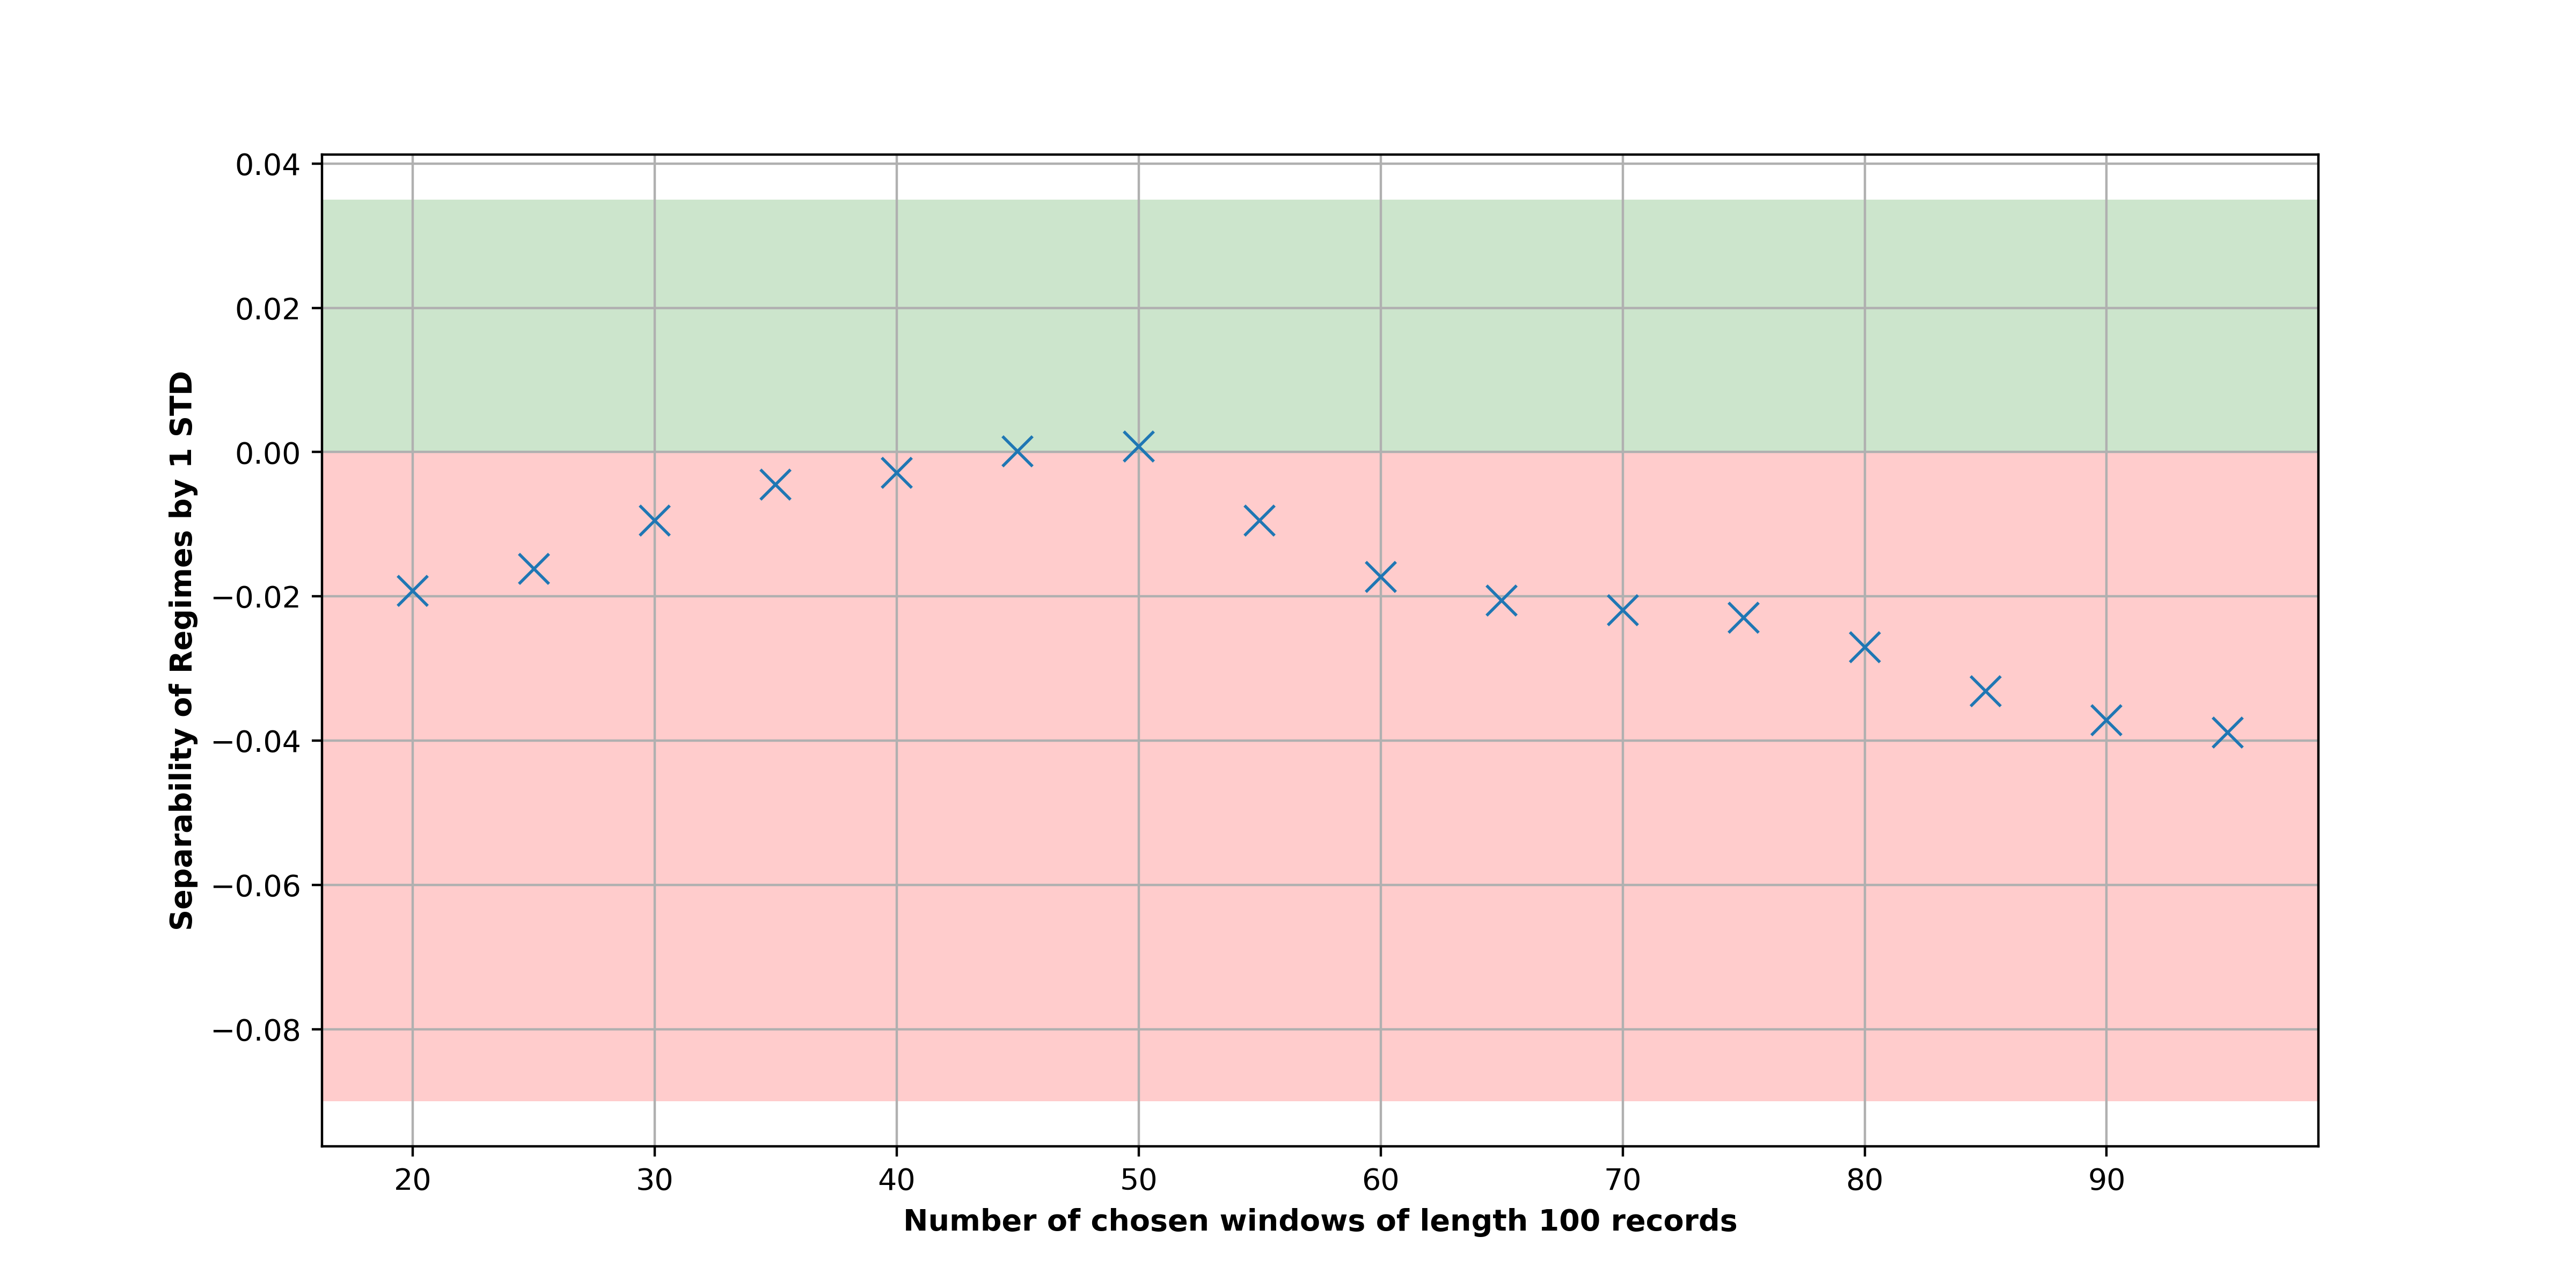 0.04
0.02
0.00
−0.02
−0.04
−0.06
−0.08
Separability of Regimes by 1 STD
20 30 40 50 60 70 80 90
Number of chosen windows of length 100 records